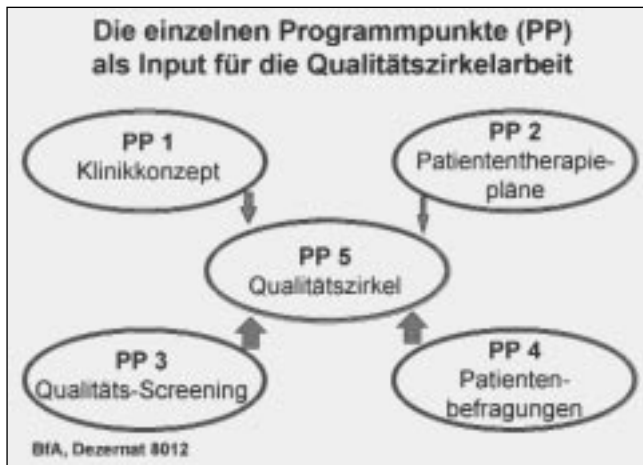 Die einzelnen Programmpunkte (PP)
als Input für die Qualitätszirkelarbeit
PP 1
Klinikkonzept
PP 2
Patiententherapie-
pläne
PP 5
Qualitätszirkel
PP 3
Qualitäts-Screening
PP 4
Patienten-
befragungen
BfA, Dezernat 8012